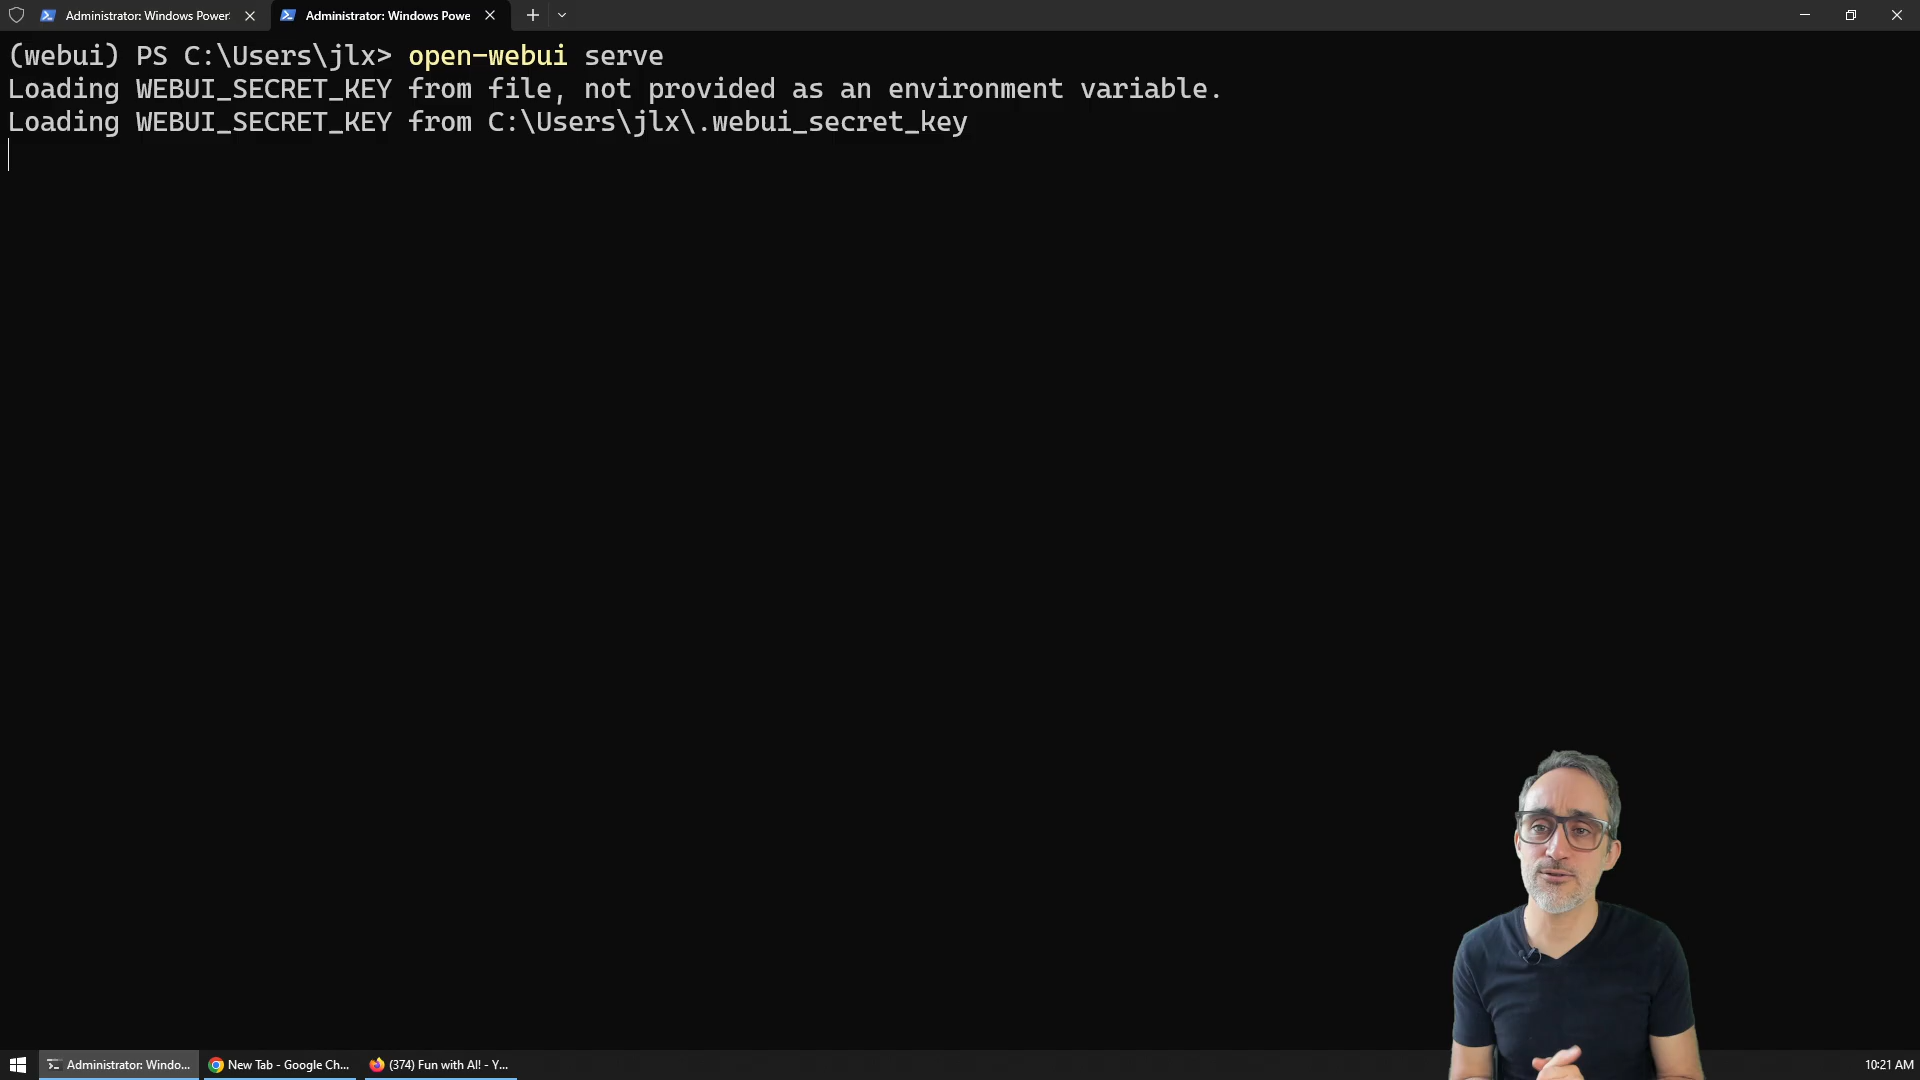 Administrator: Windows Power
Administrator: Windows Powe
(webui) PS C:\Users\jlx> open-webui serve
Loading WEBUI_SECRET_KEY from file, not provided as an environment variable.
Loading WEBUI_SECRET_KEY from C:\Users\jlx\.webui_secret_key
Administrator: Windo...
New Tab - Google Ch...
(374) Fun with AI! - Y...
10:21 AM